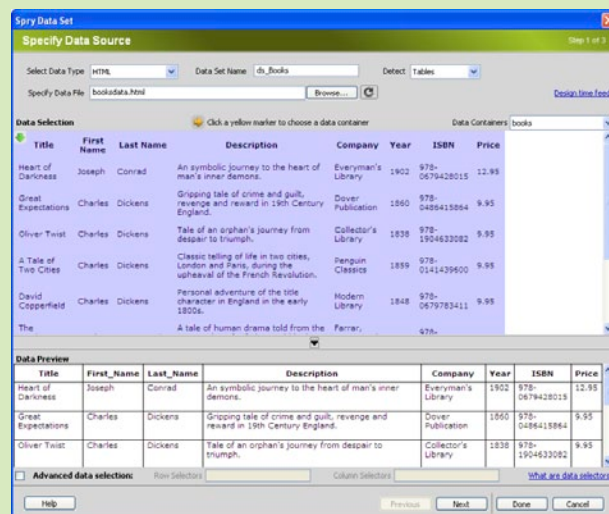 Spry Data Set
Specify Data Source
Step 1 of 3
Select Data Type HTML Data Set Name ds_Books Detect Tables
Specify Data File booksdata.html Browse... Design time feed
Data Selection Click a yellow marker to choose a data container Data Containers books
Title First Name Last Name Description Company Year ISBN Price
Heart of Darkness Joseph Conrad An symbolic journey to the heart of man's inner demons. Everyman's Library 1902 978-0679428015 12.95
Great Expectations Charles Dickens Gripping tale of crime and guilt, revenge and reward in 19th Century England. Dover Publication 1860 978-0486415864 9.95
Oliver Twist Charles Dickens Tale of an orphan's journey from despair to triumph. Collector's Library 1838 978-1904633082 9.95
A Tale of Two Cities Charles Dickens Classic telling of life in two cities, London and Paris, during the upheaval of the French Revolution. Penguin Classics 1859 978-0141439600 9.95
David Copperfield Charles Dickens Personal adventure of the title character in England in the early 1800s. Modern Library 1848 978-0679783411 9.95
The A tale of human drama told from the Farrar, 978-
Data Preview
Title First_Name Last_Name Description Company Year ISBN Price
Heart of Darkness Joseph Conrad An symbolic journey to the heart of man's inner demons. Everyman's Library 1902 978-0679428015 12.95
Great Expectations Charles Dickens Gripping tale of crime and guilt, revenge and reward in 19th Century England. Dover Publication 1860 978-0486415864 9.95
Oliver Twist Charles Dickens Tale of an orphan's journey from despair to triumph. Collector's Library 1838 978-1904633082 9.95
Advanced data selection: Row Selectors Column Selectors What are data selectors
Help Previous Next Done Cancel